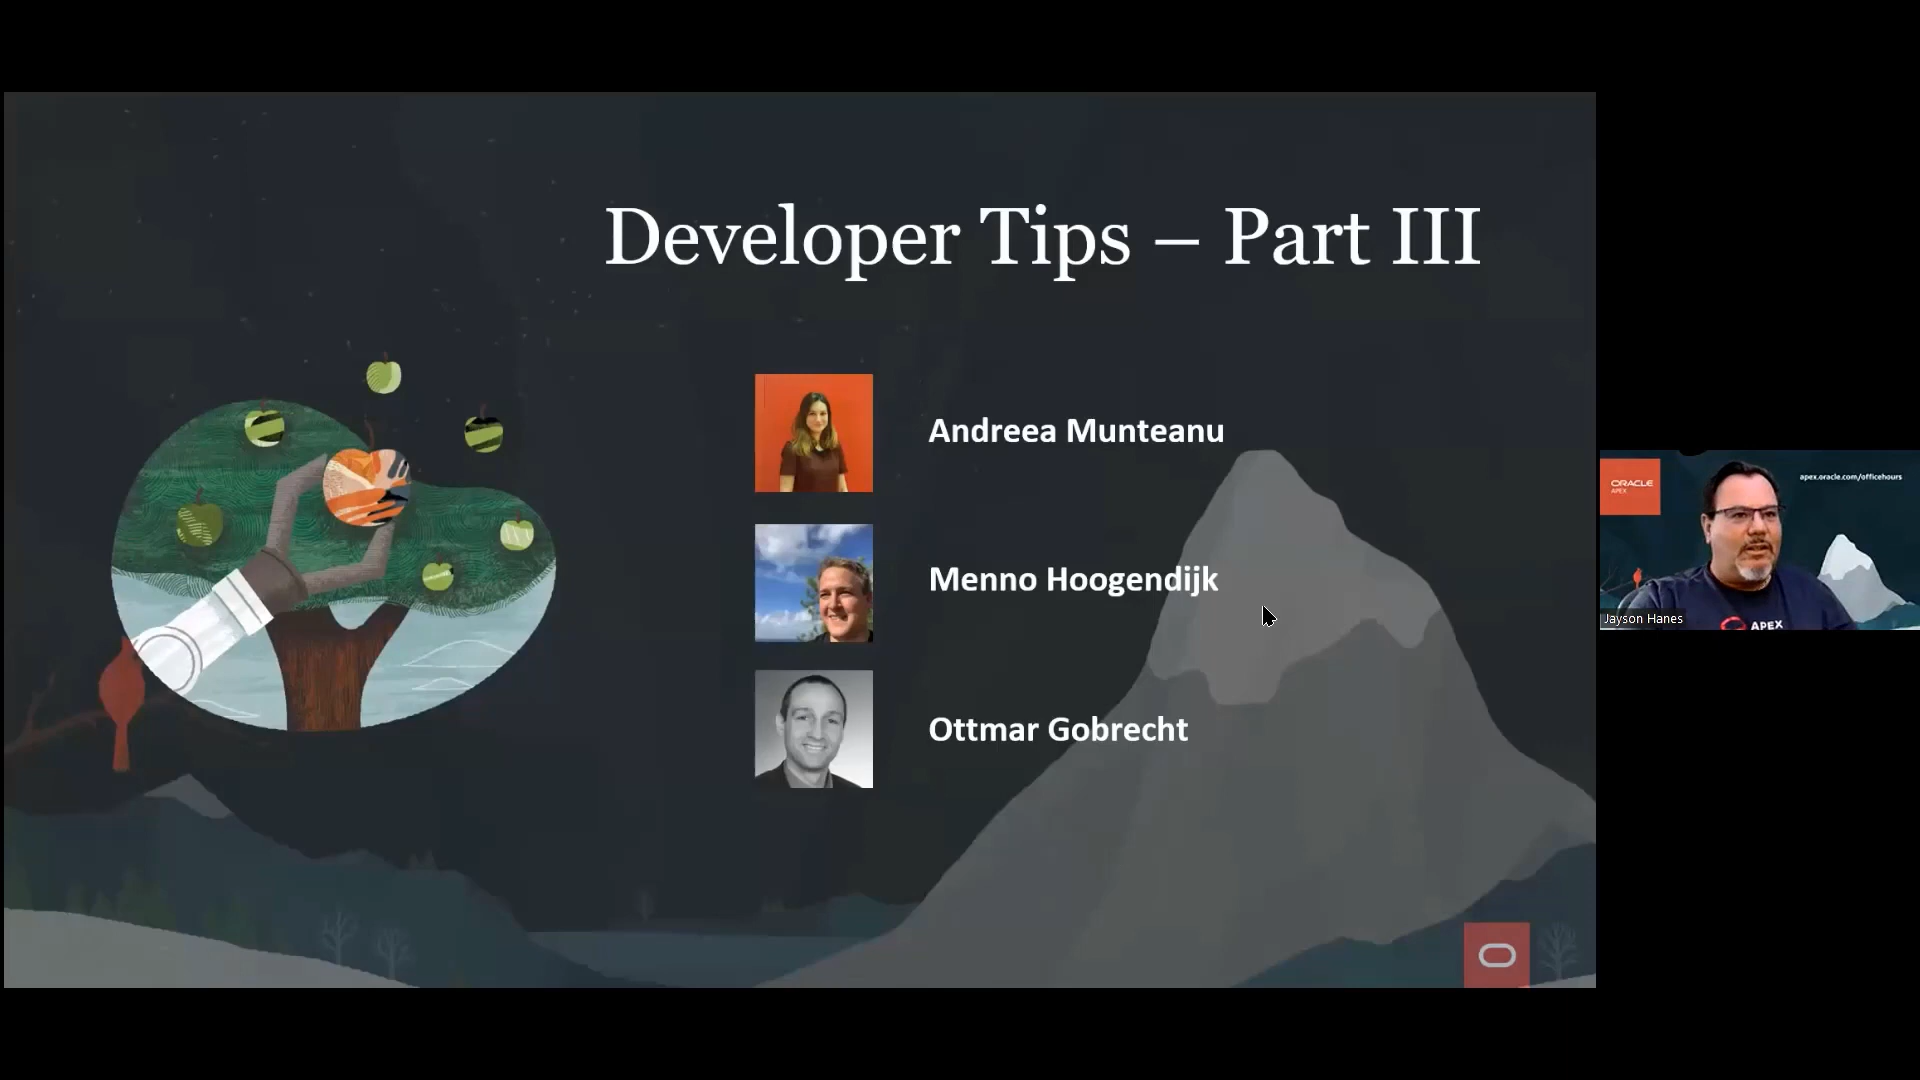 Developer Tips – Part III
Andreea Munteanu
Menno Hoogendijk
Ottmar Gobrecht
ORACLE
APEX
apex.oracle.com/officehours
APEX
Jayson Hanes